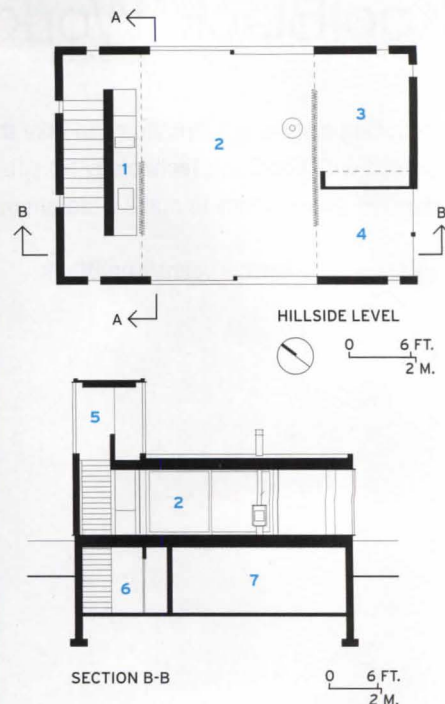 A A
1
2
3
4
B B
A
HILLSIDE LEVEL
0 6 FT.
2 M.
5
2
6
7
SECTION B-B
0 6 FT.
2 M.